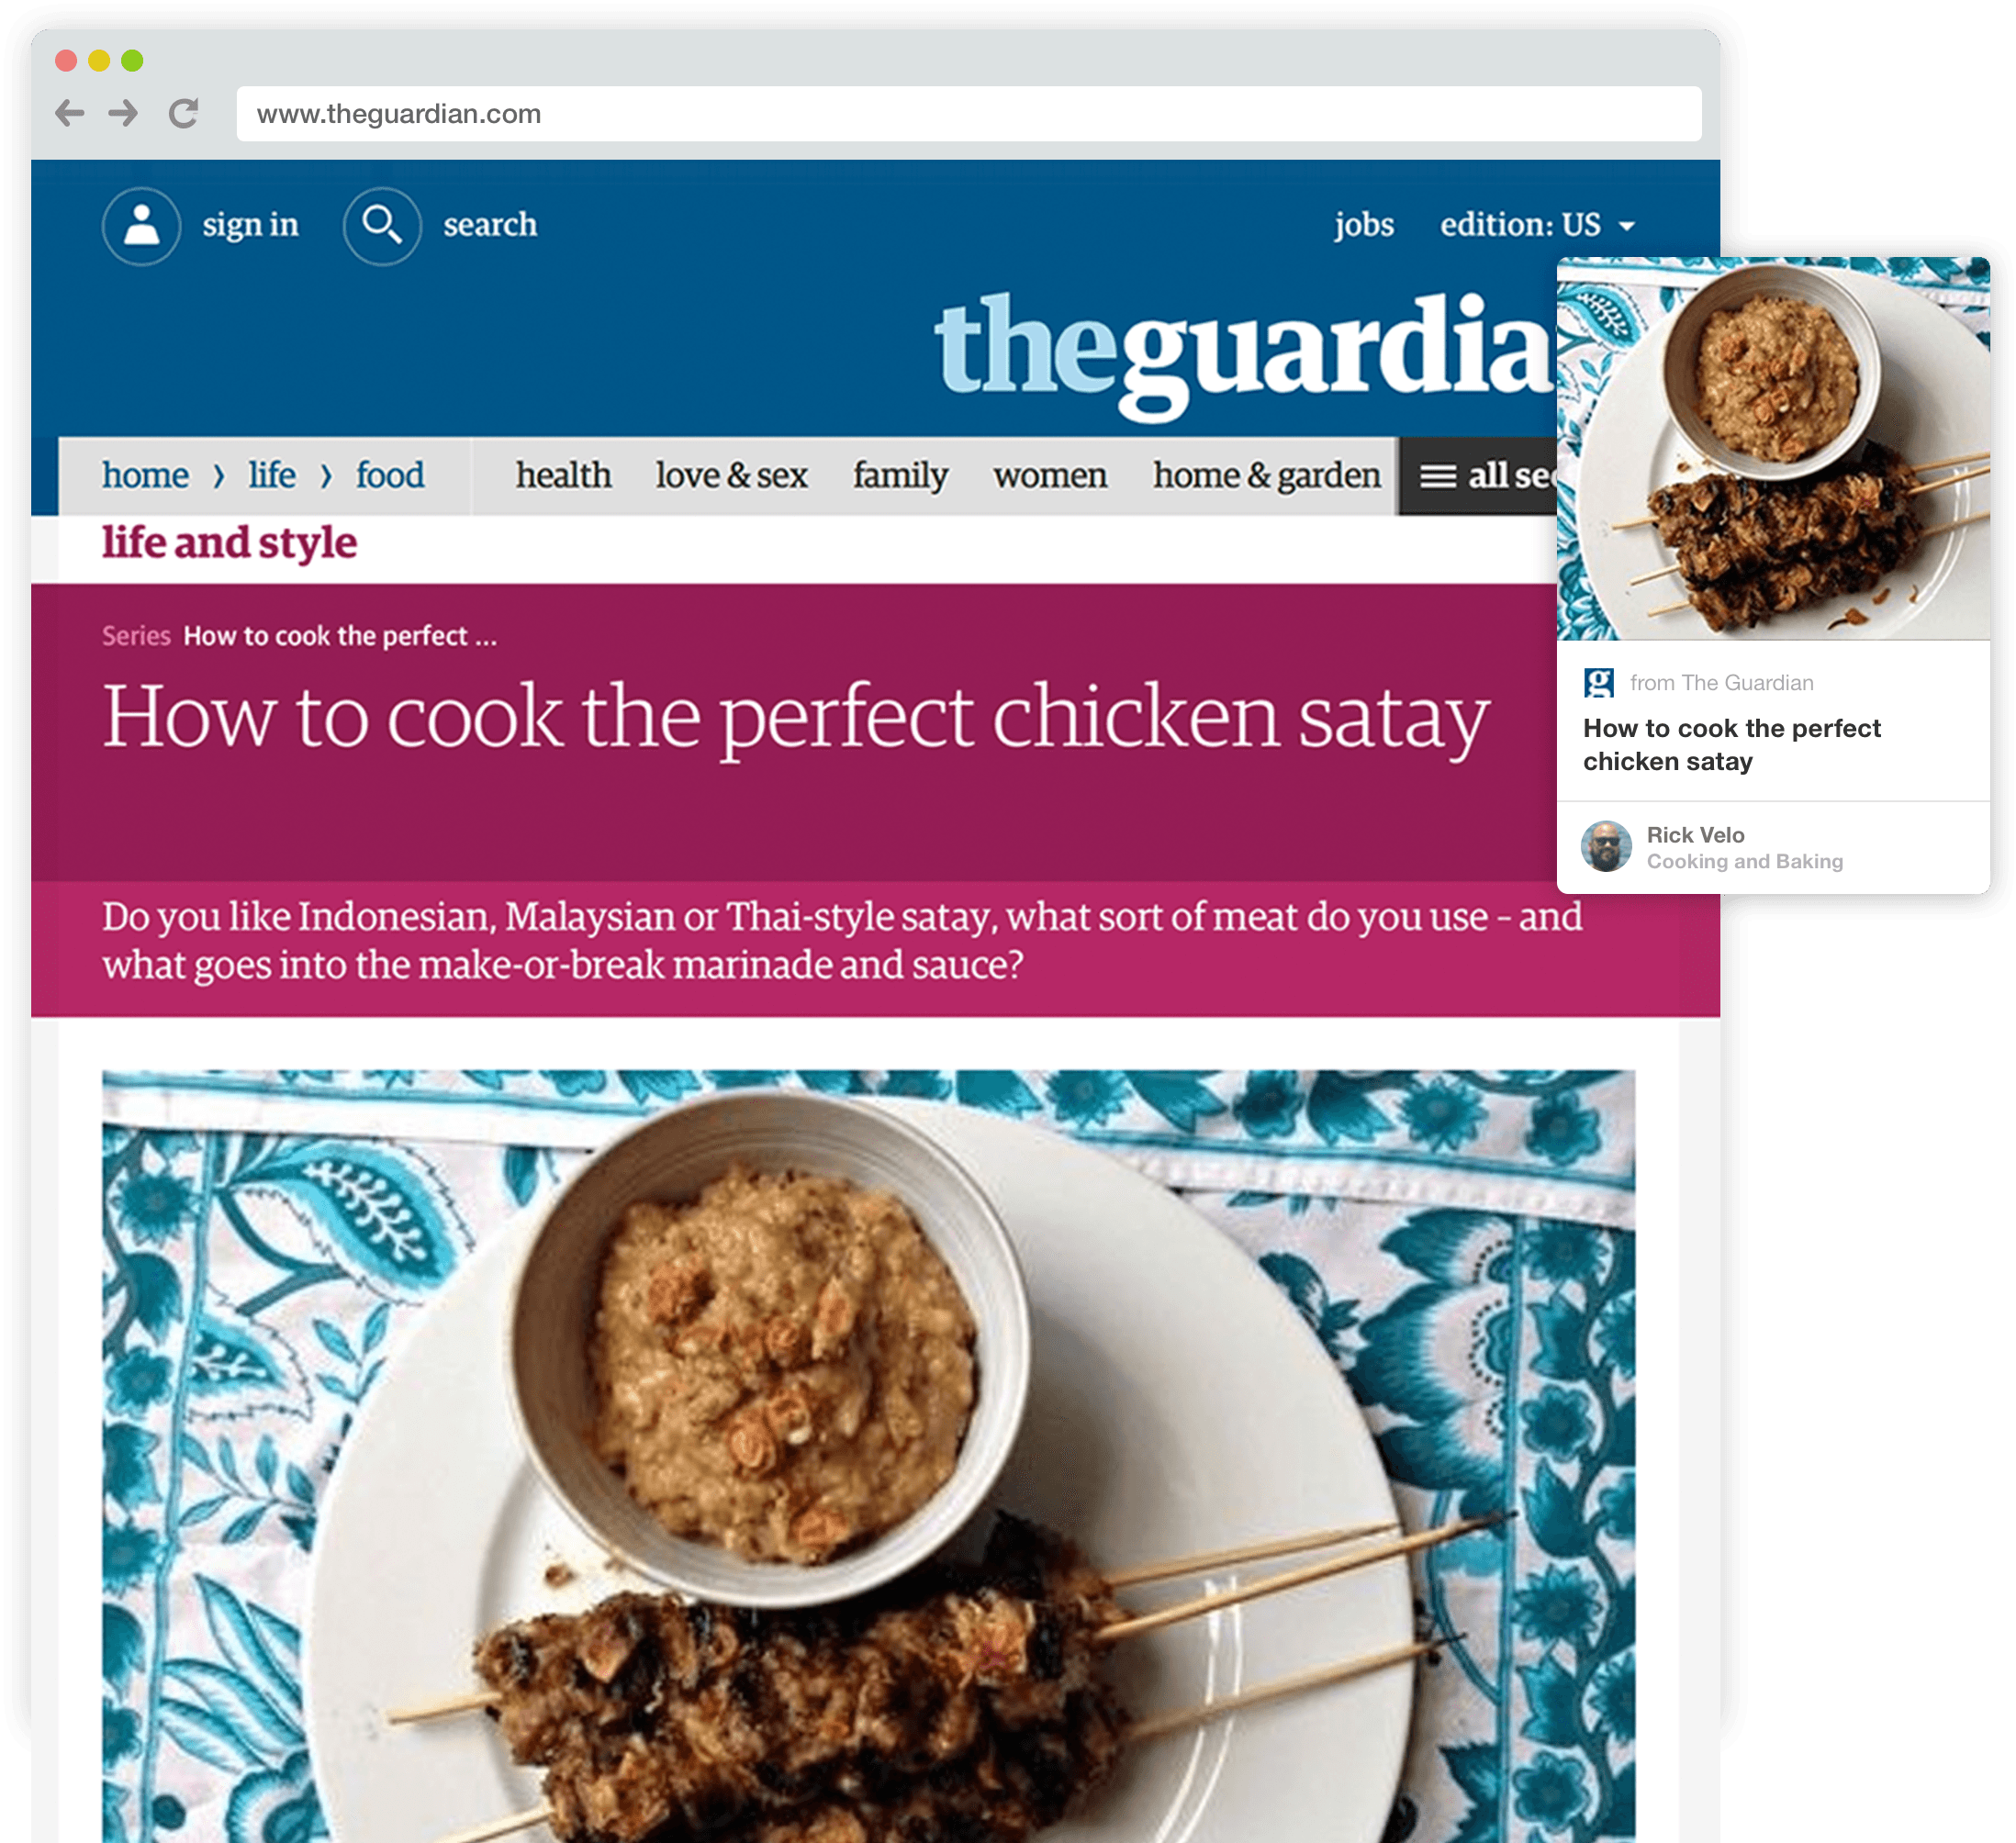 www.theguardian.com
sign in search jobs edition: US
theguardia
home › life › food health love & sex family women home & garden all sec
life and style
Series How to cook the perfect ...
How to cook the perfect chicken satay
Do you like Indonesian, Malaysian or Thai-style satay, what sort of meat do you use – and
what goes into the make-or-break marinade and sauce?
g from The Guardian
How to cook the perfect
chicken satay
Rick Velo
Cooking and Baking